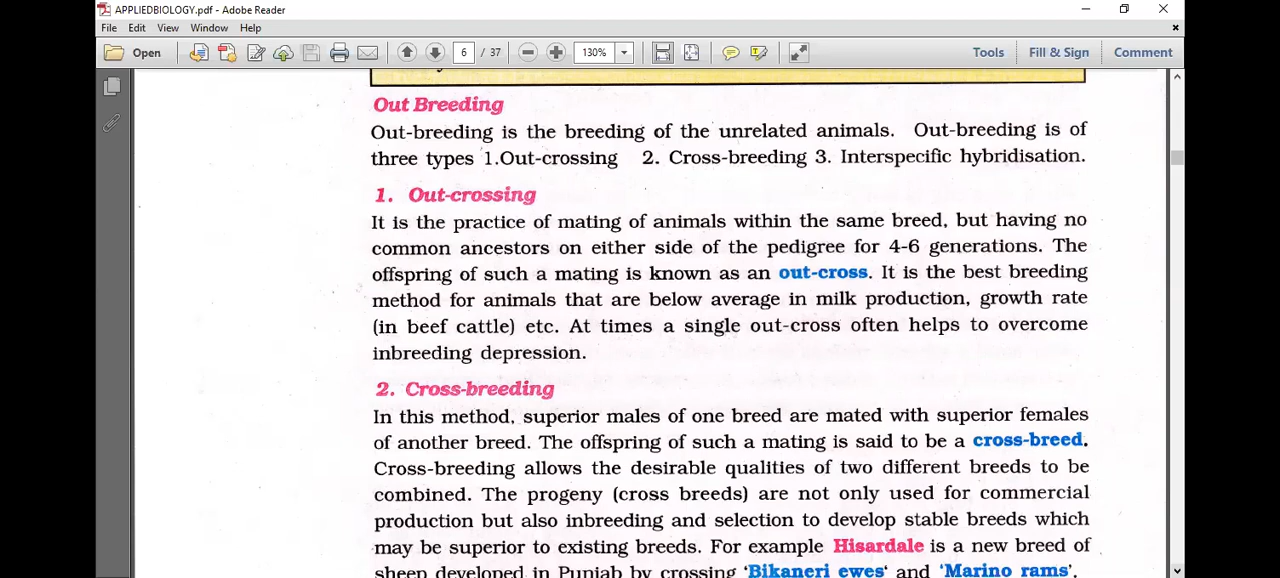 APPLIEDBIOLOGY.pdf - Adobe Reader
File Edit View Window Help
Open 6 / 37 130% Tools Fill & Sign Comment
Out Breeding
Out-breeding is the breeding of the unrelated animals. Out-breeding is of
three types 1.Out-crossing 2. Cross-breeding 3. Interspecific hybridisation.
1. Out-crossing
It is the practice of mating of animals within the same breed, but having no
common ancestors on either side of the pedigree for 4-6 generations. The
offspring of such a mating is known as an out-cross. It is the best breeding
method for animals that are below average in milk production, growth rate
(in beef cattle) etc. At times a single out-cross often helps to overcome
inbreeding depression.
2. Cross-breeding
In this method, superior males of one breed are mated with superior females
of another breed. The offspring of such a mating is said to be a cross-breed.
Cross-breeding allows the desirable qualities of two different breeds to be
combined. The progeny (cross breeds) are not only used for commercial
production but also inbreeding and selection to develop stable breeds which
may be superior to existing breeds. For example Hisardale is a new breed of
sheep developed in Punjab by crossing 'Bikaneri ewes' and 'Marino rams'.